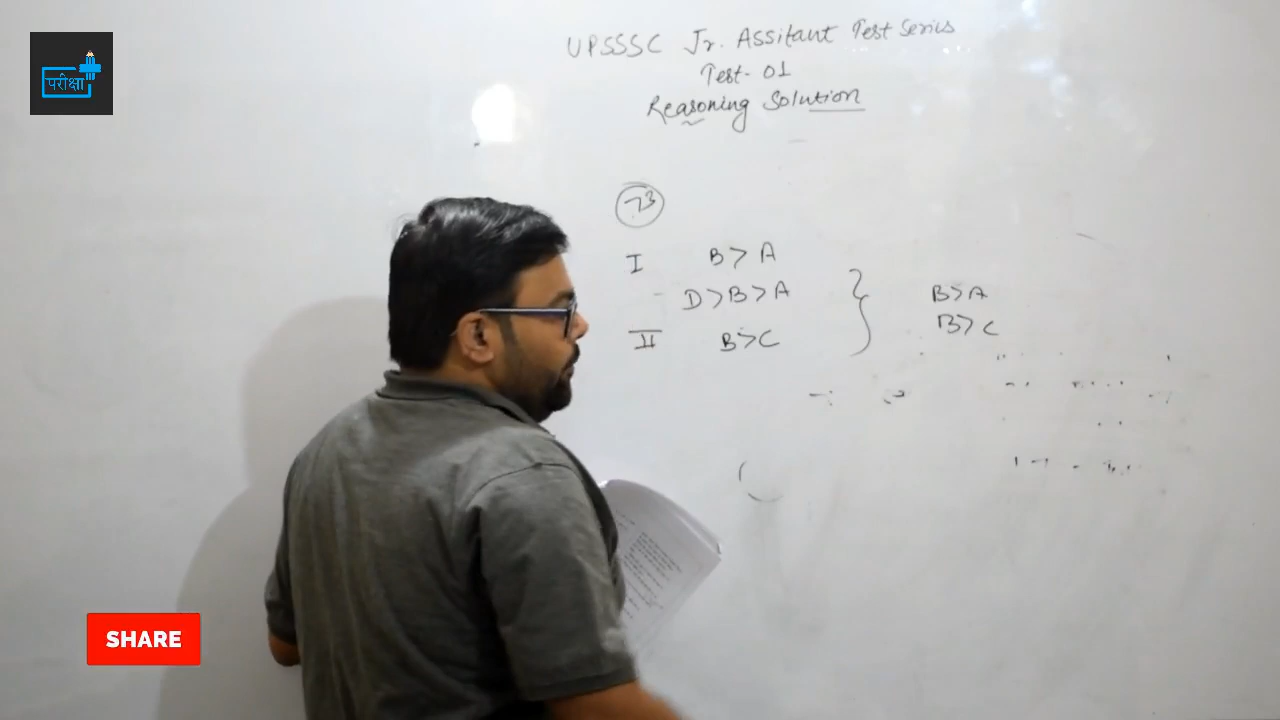 परीक्षा
UPSSSC Jr. Assitant Test Series
Test- 01
Reasoning Solution
73
I B > A
D > B > A
II B > C
B > A
B > C
SHARE